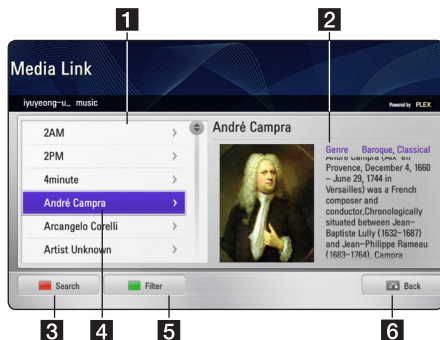 1
2
Media Link
iyuyeong-u,, music
Powered by PLEX
2AM
2PM
4minute
André Campra
Arcangelo Corelli
Artist Unknown
André Campra
Genre Baroque, Classical
André Campra (Aix en
Provence, December 4, 1660
– June 29, 1744 in
Versailles) was a French
composer and
conductor.Chronologically
situated between Jean-
Baptiste Lully (1632-1687)
and Jean-Philippe Rameau
(1683-1764), Campra
Search
Filter
Back
3
4
5
6